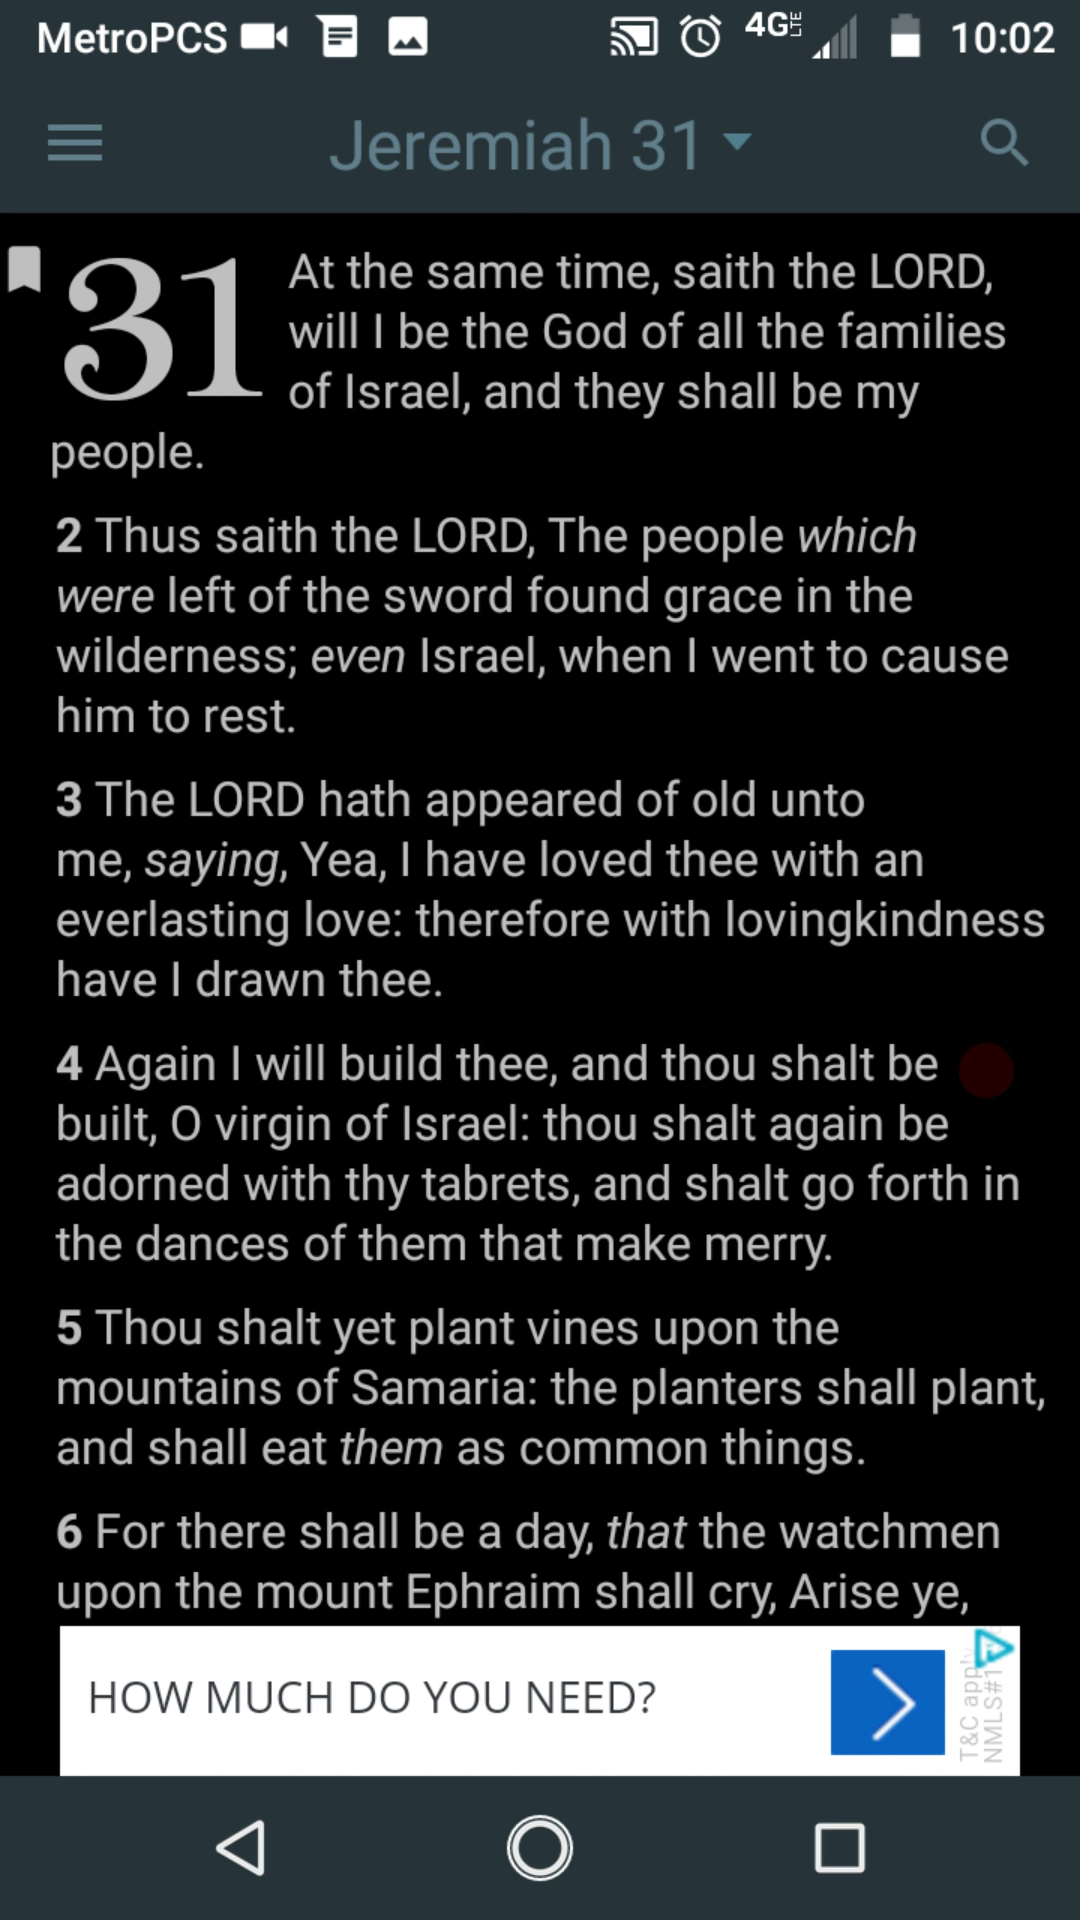 MetroPCS 4G LTE 10:02
Jeremiah 31
31 At the same time, saith the LORD,
will I be the God of all the families
of Israel, and they shall be my
people.
2 Thus saith the LORD, The people which
were left of the sword found grace in the
wilderness; even Israel, when I went to cause
him to rest.
3 The LORD hath appeared of old unto
me, saying, Yea, I have loved thee with an
everlasting love: therefore with lovingkindness
have I drawn thee.
4 Again I will build thee, and thou shalt be
built, O virgin of Israel: thou shalt again be
adorned with thy tabrets, and shalt go forth in
the dances of them that make merry.
5 Thou shalt yet plant vines upon the
mountains of Samaria: the planters shall plant,
and shall eat them as common things.
6 For there shall be a day, that the watchmen
upon the mount Ephraim shall cry, Arise ye,
HOW MUCH DO YOU NEED?
T&C
NMLS#1